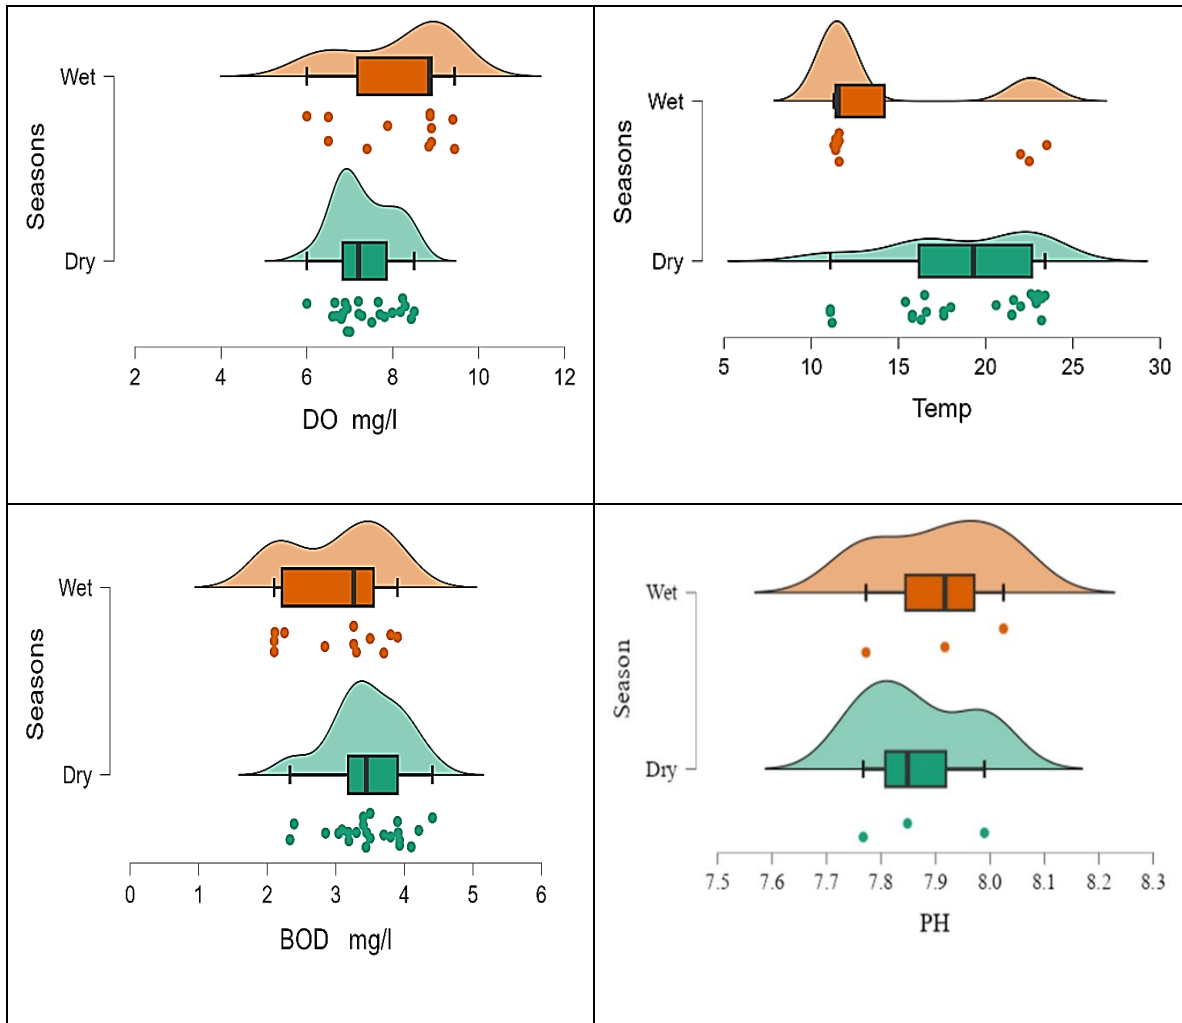 Wet
Seasons
Dry
2 4 6 8 10 12
DO mg/l
Wet
Seasons
Dry
5 10 15 20 25 30
Temp
Wet
Seasons
Dry
0 1 2 3 4 5 6
BOD mg/l
Wet
Season
Dry
7.5 7.6 7.7 7.8 7.9 8.0 8.1 8.2 8.3
PH